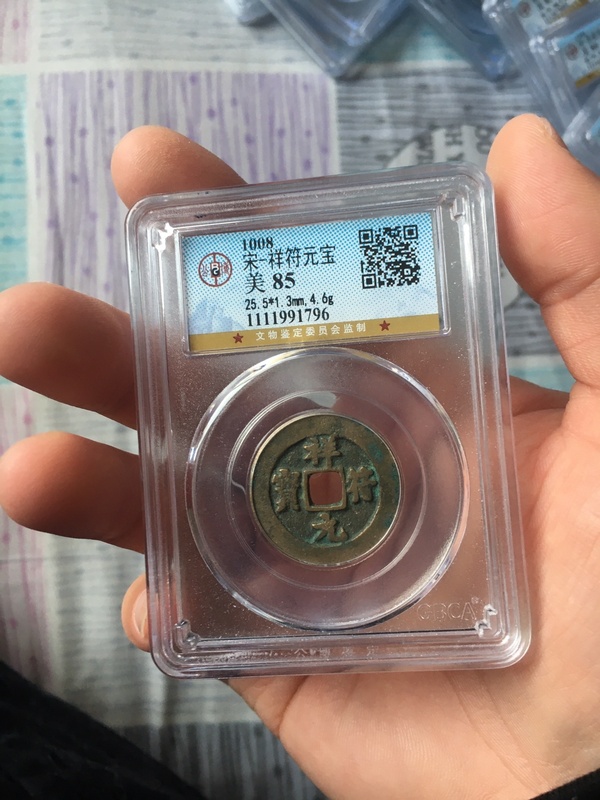 1008
宋-祥符元宝
美 85
25.5*1.3mm, 4.6g
1111991796
★ 文物鉴定委员会监制 ★
祥
符
元
寶
GBCA